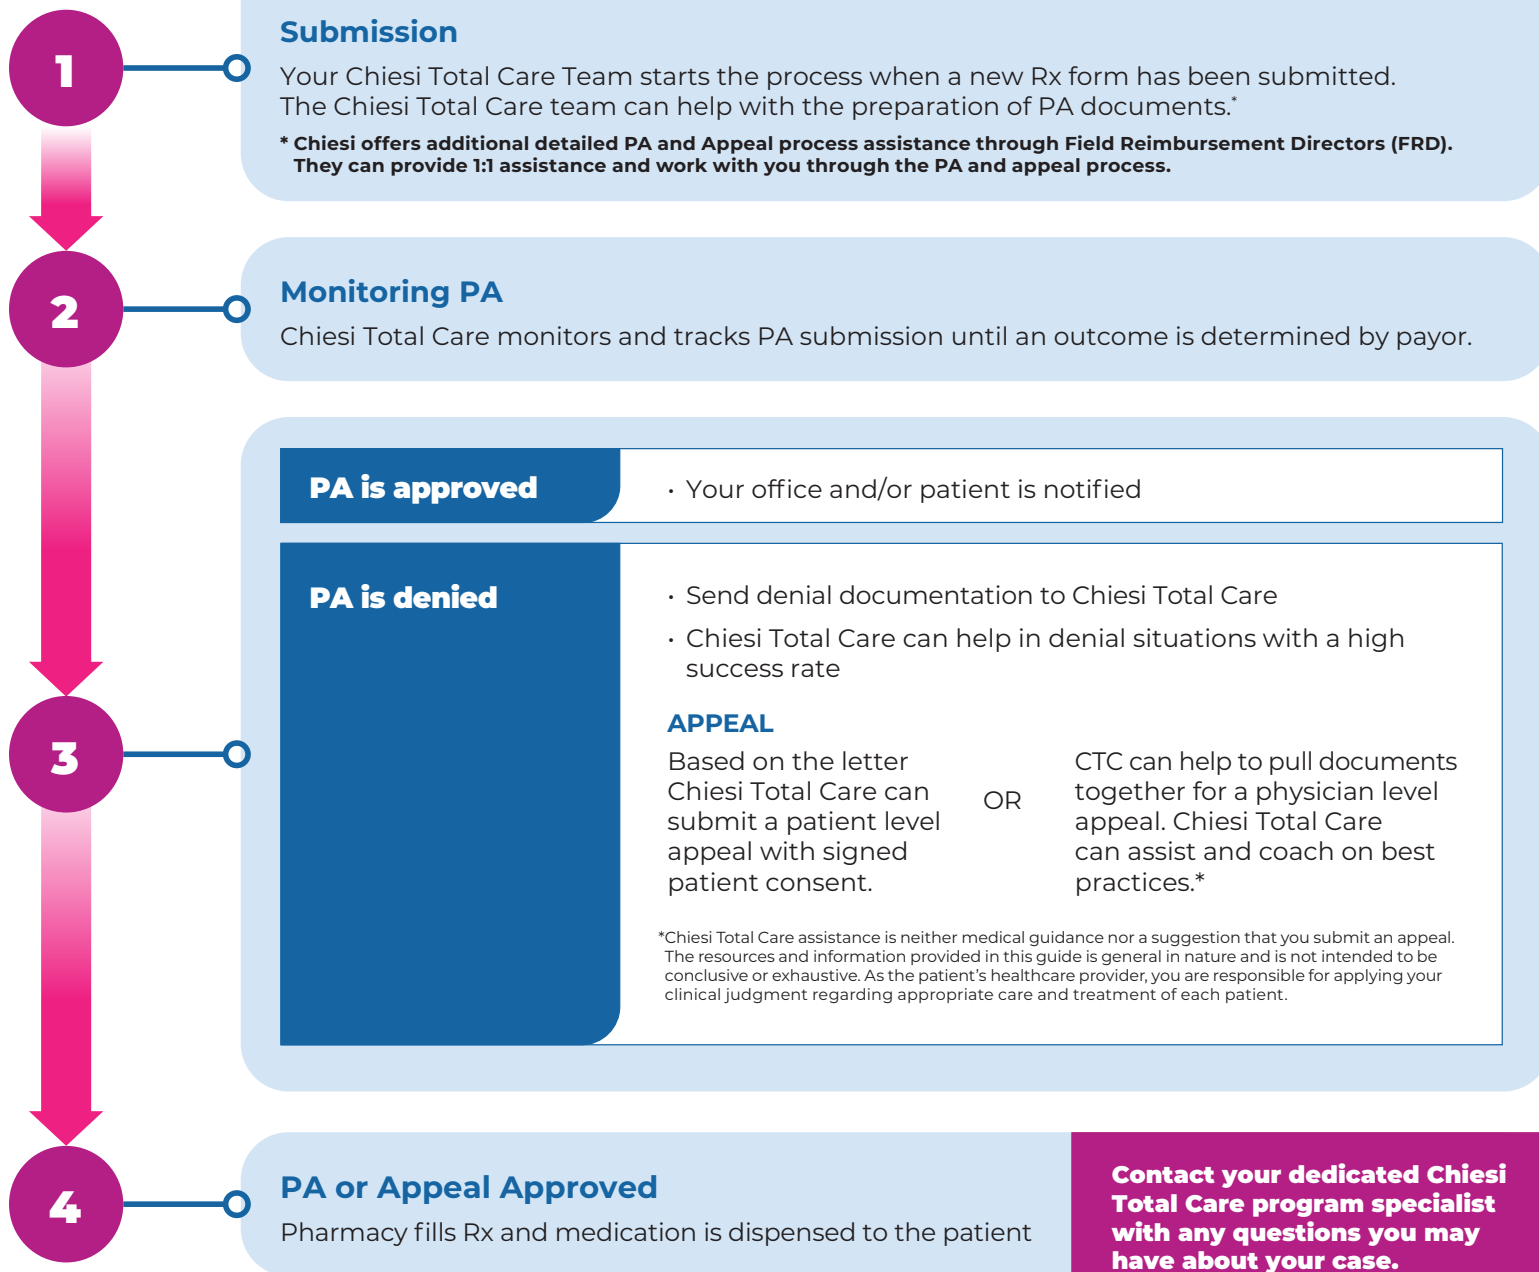 1
Submission
Your Chiesi Total Care Team starts the process when a new Rx form has been submitted.
The Chiesi Total Care team can help with the preparation of PA documents.*
* Chiesi offers additional detailed PA and Appeal process assistance through Field Reimbursement Directors (FRD).
They can provide 1:1 assistance and work with you through the PA and appeal process.
2
Monitoring PA
Chiesi Total Care monitors and tracks PA submission until an outcome is determined by payor.
3
PA is approved
· Your office and/or patient is notified
PA is denied
· Send denial documentation to Chiesi Total Care
· Chiesi Total Care can help in denial situations with a high
success rate
APPEAL
Based on the letter
Chiesi Total Care can
submit a patient level
appeal with signed
patient consent.
OR
CTC can help to pull documents
together for a physician level
appeal. Chiesi Total Care
can assist and coach on best
practices.*
*Chiesi Total Care assistance is neither medical guidance nor a suggestion that you submit an appeal.
The resources and information provided in this guide is general in nature and is not intended to be
conclusive or exhaustive. As the patient's healthcare provider, you are responsible for applying your
clinical judgment regarding appropriate care and treatment of each patient.
4
PA or Appeal Approved
Pharmacy fills Rx and medication is dispensed to the patient
Contact your dedicated Chiesi
Total Care program specialist
with any questions you may
have about your case.